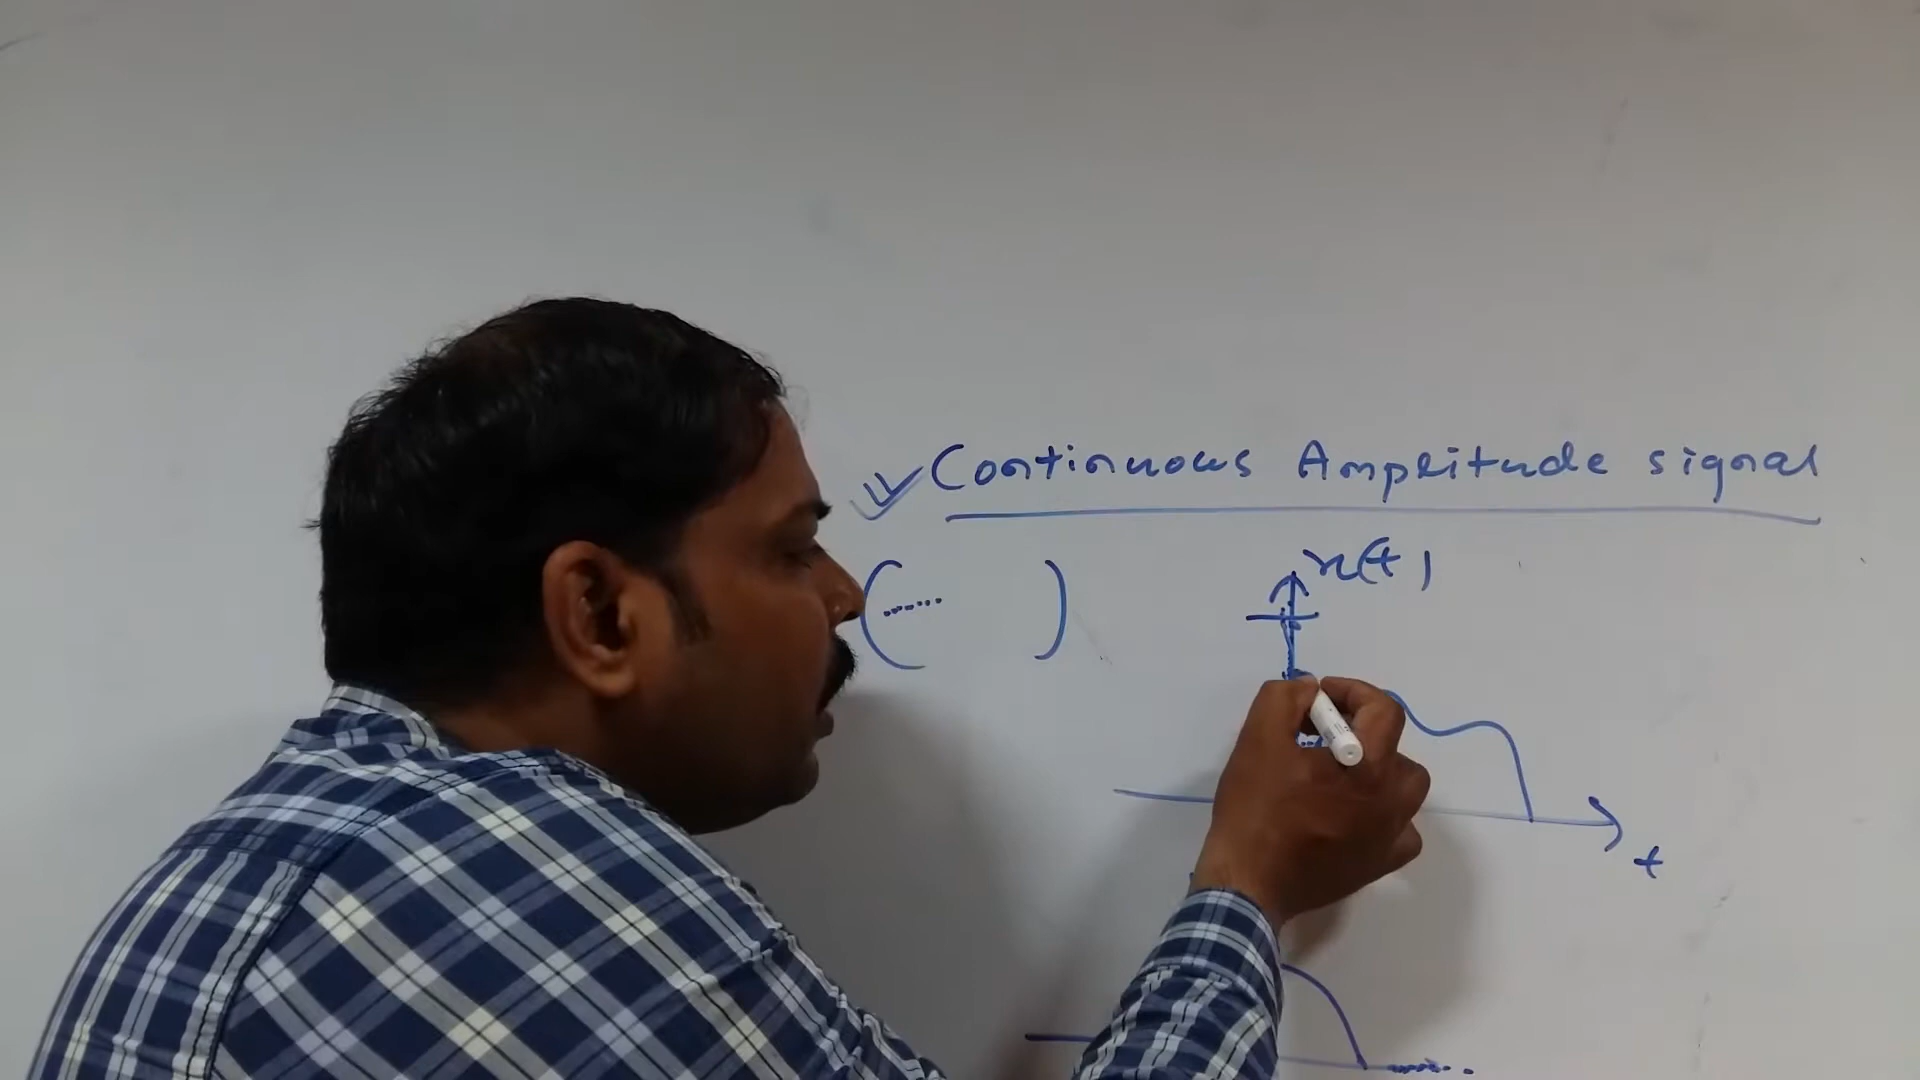 Continuous Amplitude signal
x(t)
(...... )
t